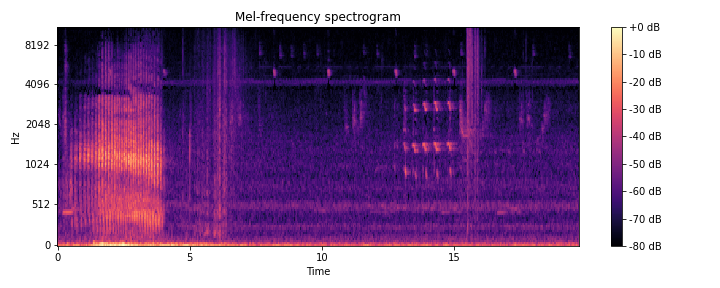 Mel-frequency spectrogram
Hz
8192
4096
2048
1024
512
0
0
5
10
15
Time
+0 dB
-10 dB
-20 dB
-30 dB
-40 dB
-50 dB
-60 dB
-70 dB
-80 dB